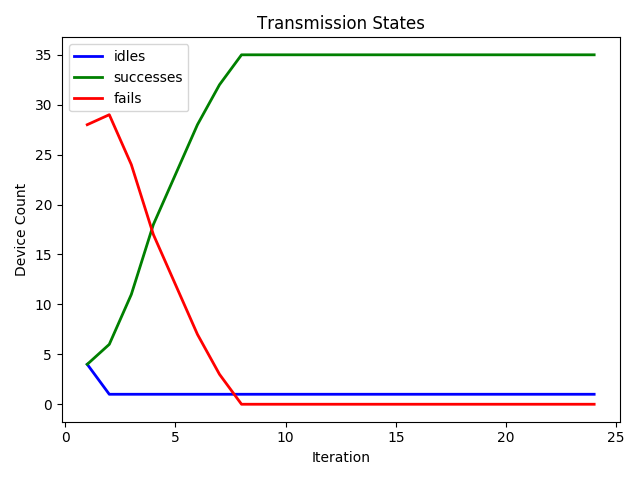 Transmission States
idles
successes
fails
Device Count
35
30
25
20
15
10
5
0
0 5 10 15 20 25
Iteration